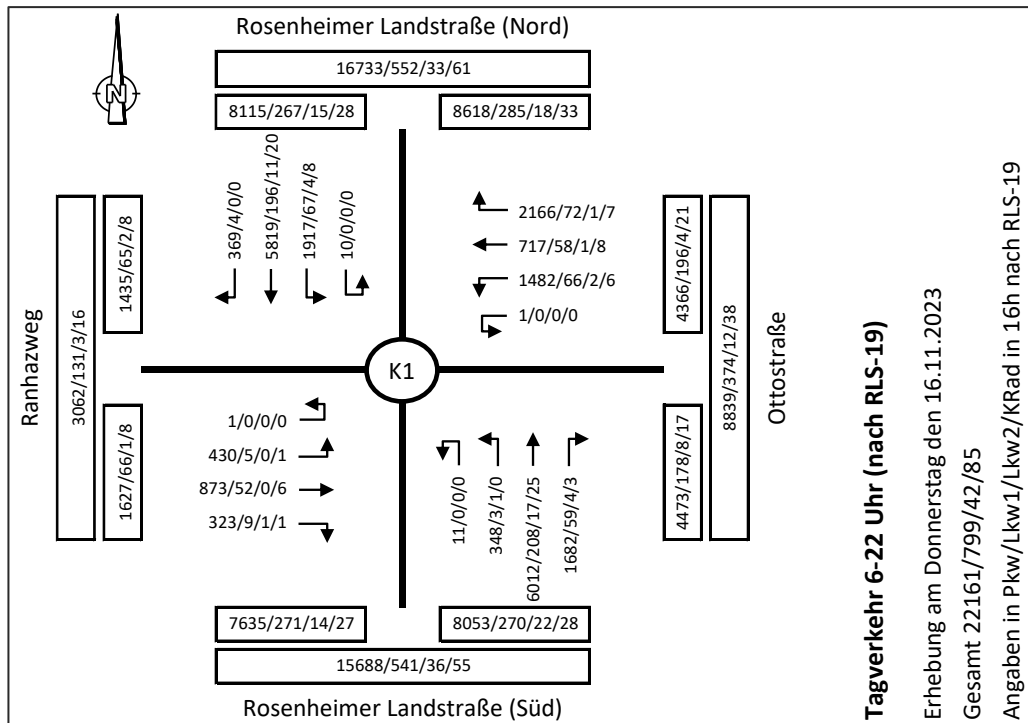 Rosenheimer Landstraße (Nord)
16733/552/33/61
8115/267/15/28
8618/285/18/33
N
369/4/0/0
5819/196/11/20
1917/67/4/8
10/0/0/0
2166/72/1/7
717/58/1/8
1482/66/2/6
1/0/0/0
Ranhazweg
3062/131/3/16
1435/65/2/8
1627/66/1/8
K1
4366/196/4/21
4473/178/8/17
8839/374/12/38
Ottostraße
1/0/0/0
430/5/0/1
873/52/0/6
323/9/1/1
11/0/0/0
348/3/1/0
6012/208/17/25
1682/59/4/3
7635/271/14/27
8053/270/22/28
15688/541/36/55
Rosenheimer Landstraße (Süd)
Tagverkehr 6-22 Uhr (nach RLS-19)
Erhebung am Donnerstag den 16.11.2023
Gesamt 22161/799/42/85
Angaben in Pkw/Lkw1/Lkw2/KRad in 16h nach RLS-19